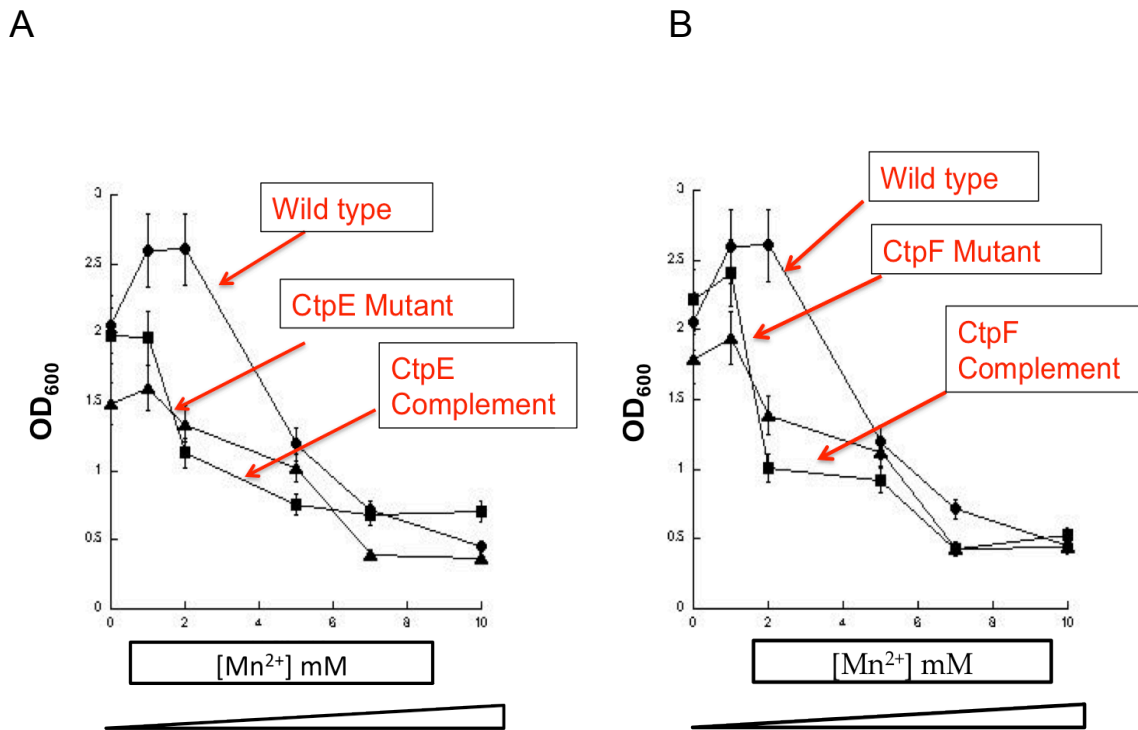 A
B
3
2.5
2
1.5
1
0.5
0
0
2
4
6
8
10
OD600
Wild type
CtpE Mutant
CtpE
Complement
[Mn²⁺] mM
3
2.5
2
1.5
1
0.5
0
0
2
4
6
8
10
OD600
Wild type
CtpF Mutant
CtpF
Complement
[Mn²⁺] mM